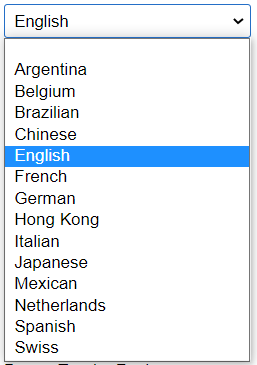 English
Argentina
Belgium
Brazilian
Chinese
English
French
German
Hong Kong
Italian
Japanese
Mexican
Netherlands
Spanish
Swiss